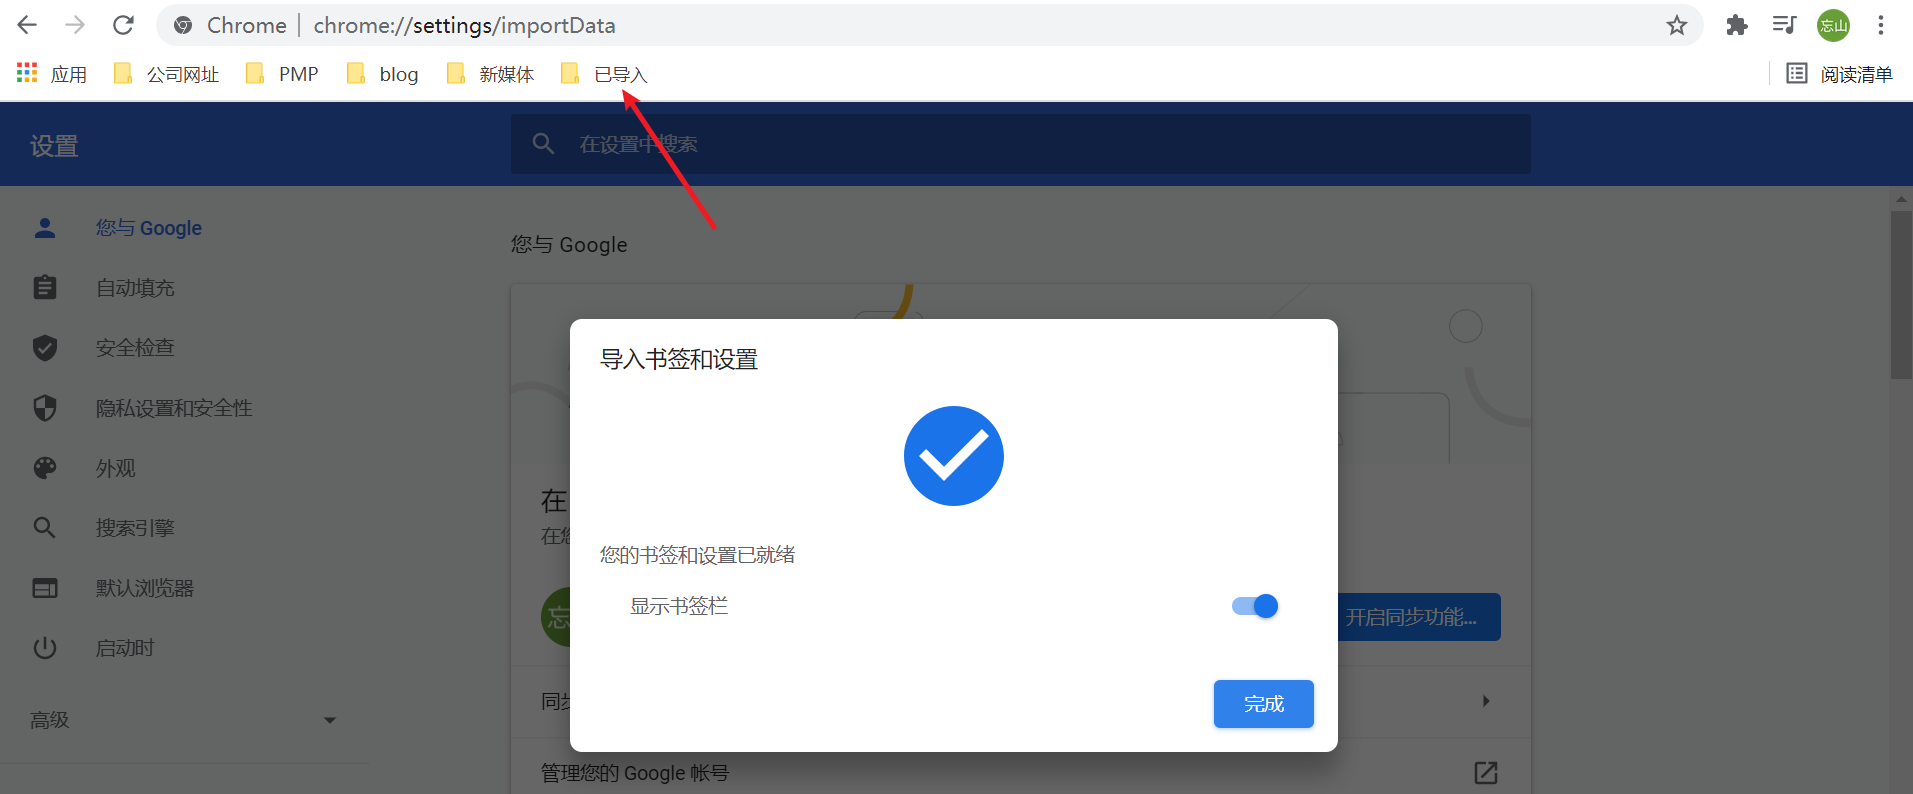 Chrome | chrome://settings/importData
忘山
应用 公司网址 PMP blog 新媒体 已导入 阅读清单
设置
在设置中搜索
您与 Google
自动填充
安全检查
隐私设置和安全性
外观
搜索引擎
默认浏览器
启动时
高级
您与 Google
在
在您
忘
开启同步功能...
同步
管理您的 Google 帐号
导入书签和设置
您的书签和设置已就绪
显示书签栏
完成